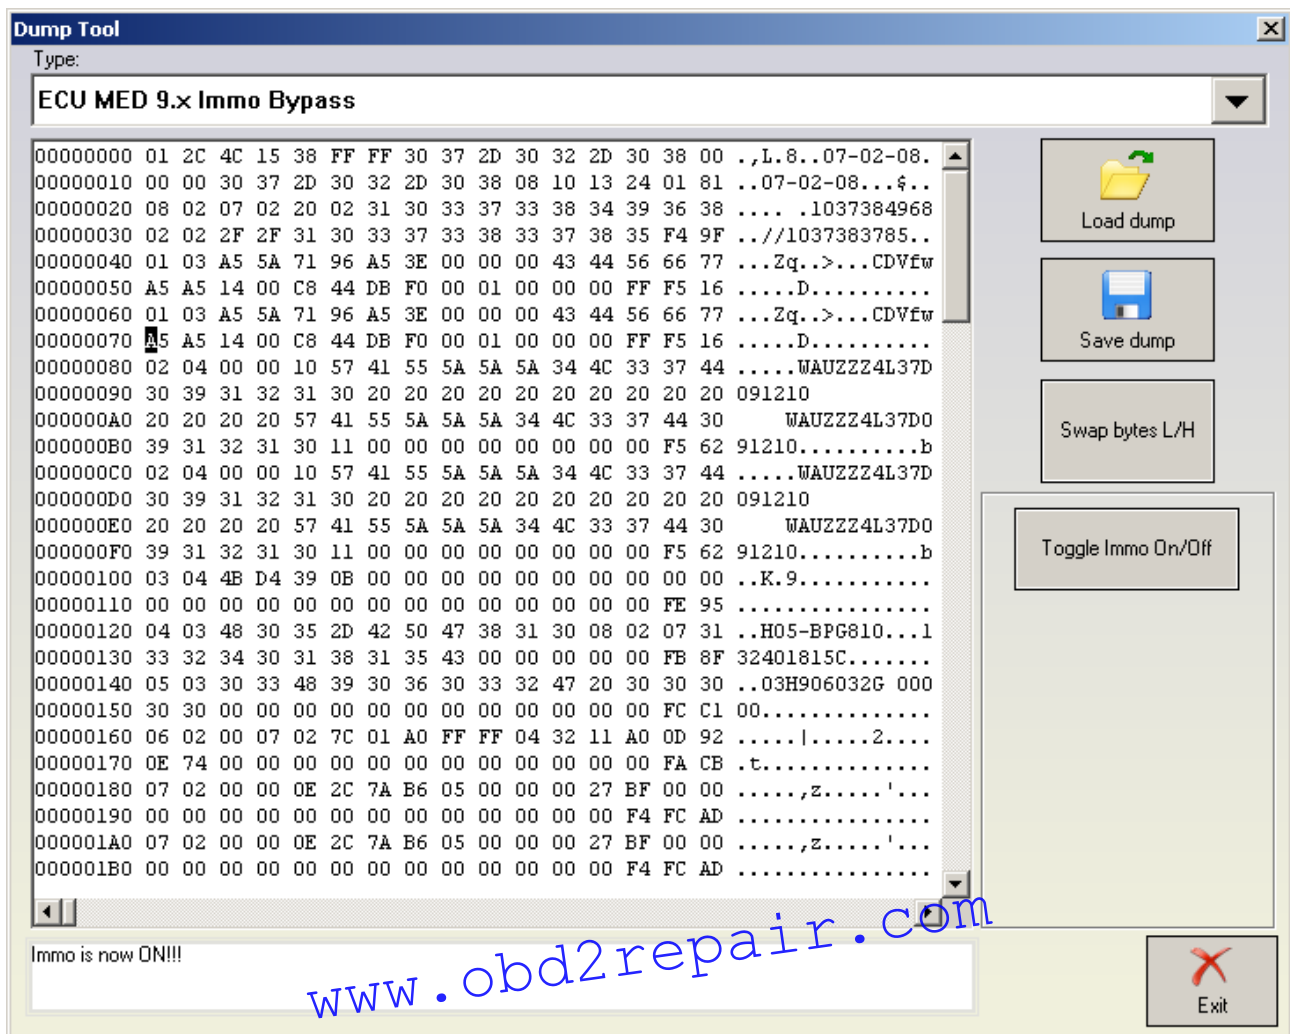 Dump Tool
Type:
ECU MED 9.x Immo Bypass
00000000 01 2C 4C 15 38 FF FF 30 37 2D 30 32 2D 30 38 00 .,L.8..07-02-08.
00000010 00 00 30 37 2D 30 32 2D 30 38 08 10 13 24 01 81 ..07-02-08...$..
00000020 08 02 07 02 20 02 31 30 33 37 33 38 34 39 36 38 .... .1037384968
00000030 02 02 2F 2F 31 30 33 37 33 38 33 37 38 35 F4 9F ..//1037383785..
00000040 01 03 A5 5A 71 96 A5 3E 00 00 00 43 44 56 66 77 ...Zq..>...CDVfw
00000050 A5 A5 14 00 C8 44 DB F0 00 01 00 00 00 FF F5 16 .....D..........
00000060 01 03 A5 5A 71 96 A5 3E 00 00 00 43 44 56 66 77 ...Zq..>...CDVfw
00000070 A5 A5 14 00 C8 44 DB F0 00 01 00 00 00 FF F5 16 .....D..........
00000080 02 04 00 00 10 57 41 55 5A 5A 5A 34 4C 33 37 44 .....WAUZZZ4L37D
00000090 30 39 31 32 31 30 20 20 20 20 20 20 20 20 20 20 091210
000000A0 20 20 20 20 57 41 55 5A 5A 5A 34 4C 33 37 44 30     WAUZZZ4L37D0
000000B0 39 31 32 31 30 11 00 00 00 00 00 00 00 00 F5 62 91210..........b
000000C0 02 04 00 00 10 57 41 55 5A 5A 5A 34 4C 33 37 44 .....WAUZZZ4L37D
000000D0 30 39 31 32 31 30 20 20 20 20 20 20 20 20 20 20 091210
000000E0 20 20 20 20 57 41 55 5A 5A 5A 34 4C 33 37 44 30     WAUZZZ4L37D0
000000F0 39 31 32 31 30 11 00 00 00 00 00 00 00 00 F5 62 91210..........b
00000100 03 04 4B D4 39 0B 00 00 00 00 00 00 00 00 00 00 ..K.9...........
00000110 00 00 00 00 00 00 00 00 00 00 00 00 00 00 FE 95 ................
00000120 04 03 48 30 35 2D 42 50 47 38 31 30 08 02 07 31 ..H05-BPG810...1
00000130 33 32 34 30 31 38 31 35 43 00 00 00 00 00 FB 8F 32401815C.......
00000140 05 03 30 33 48 39 30 36 30 33 32 47 20 30 30 30 ..03H906032G 000
00000150 30 30 00 00 00 00 00 00 00 00 00 00 00 00 FC C1 00..............
00000160 06 02 00 07 02 7C 01 A0 FF FF 04 32 11 A0 0D 92 .....|.....2....
00000170 0E 74 00 00 00 00 00 00 00 00 00 00 00 00 FA CB .t..............
00000180 07 02 00 00 0E 2C 7A B6 05 00 00 00 27 BF 00 00 .....,z.....'...
00000190 00 00 00 00 00 00 00 00 00 00 00 00 00 F4 FC AD ................
000001A0 07 02 00 00 0E 2C 7A B6 05 00 00 00 27 BF 00 00 .....,z.....'...
000001B0 00 00 00 00 00 00 00 00 00 00 00 00 00 F4 FC AD ................
Load dump
Save dump
Swap bytes L/H
Toggle Immo On/Off
Immo is now ON!!!
www.obd2repair.com
Exit